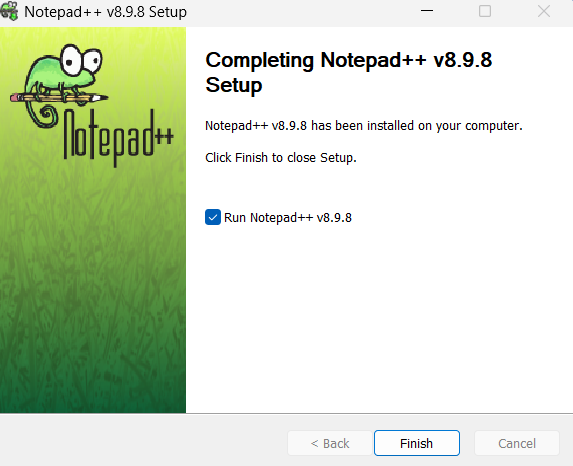 Notepad++ v8.9.8 Setup
Notepad++
Completing Notepad++ v8.9.8
Setup
Notepad++ v8.9.8 has been installed on your computer.
Click Finish to close Setup.
Run Notepad++ v8.9.8
< Back
Finish
Cancel